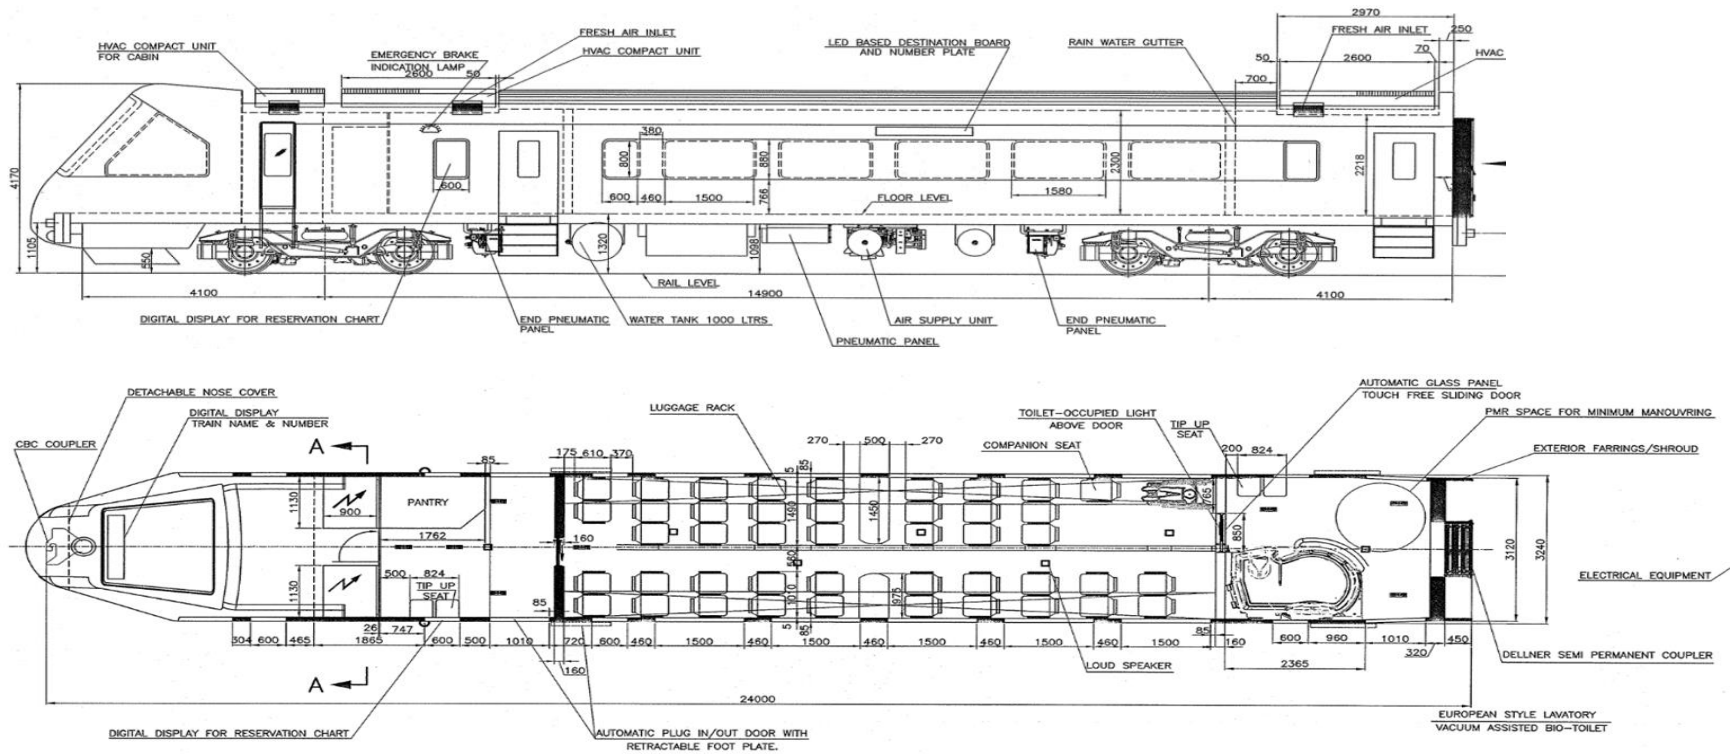 2970
FRESH AIR INLET
250
HVAC COMPACT UNIT
FOR CABIN
EMERGENCY BRAKE
INDICATION LAMP
FRESH AIR INLET
HVAC COMPACT UNIT
LED BASED DESTINATION BOARD
AND NUMBER PLATE
RAIN WATER GUTTER
50
70
HVAC
2600
50
700
2600
380
800
880
2300
2218
4170
600
600
460
1500
766
1580
FLOOR LEVEL
1105
550
1320
1098
RAIL LEVEL
4100
14900
4100
DIGITAL DISPLAY FOR RESERVATION CHART
END PNEUMATIC
PANEL
WATER TANK 1000 LTRS
PNEUMATIC PANEL
AIR SUPPLY UNIT
END PNEUMATIC
PANEL
DETACHABLE NOSE COVER
DIGITAL DISPLAY
TRAIN NAME & NUMBER
CBC COUPLER
A
LUGGAGE RACK
TOILET-OCCUPIED LIGHT
ABOVE DOOR
AUTOMATIC GLASS PANEL
TOUCH FREE SLIDING DOOR
TIP UP
SEAT
PMR SPACE FOR MINIMUM MANOUVRING
COMPANION SEAT
EXTERIOR FARRINGS/SHROUD
85
175
610
370
270
500
270
5
85
200
824
1130
900
PANTRY
1762
160
1490
1450
765
850
680
3120
3240
1130
500
824
TIP UP
SEAT
1010
975
ELECTRICAL EQUIPMENT
85
5
85
85
26
747
304
600
465
1865
600
500
1010
720
600
460
1500
460
1500
460
1500
460
1500
460
1500
160
600
960
1010
450
320
160
2365
A
LOUD SPEAKER
DELLNER SEMI PERMANENT COUPLER
24000
DIGITAL DISPLAY FOR RESERVATION CHART
AUTOMATIC PLUG IN/OUT DOOR WITH
RETRACTABLE FOOT PLATE.
EUROPEAN STYLE LAVATORY
VACUUM ASSISTED BIO-TOILET